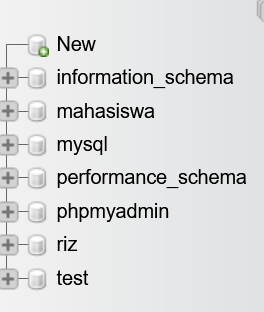 New
information_schema
mahasiswa
mysql
performance_schema
phpmyadmin
riz
test